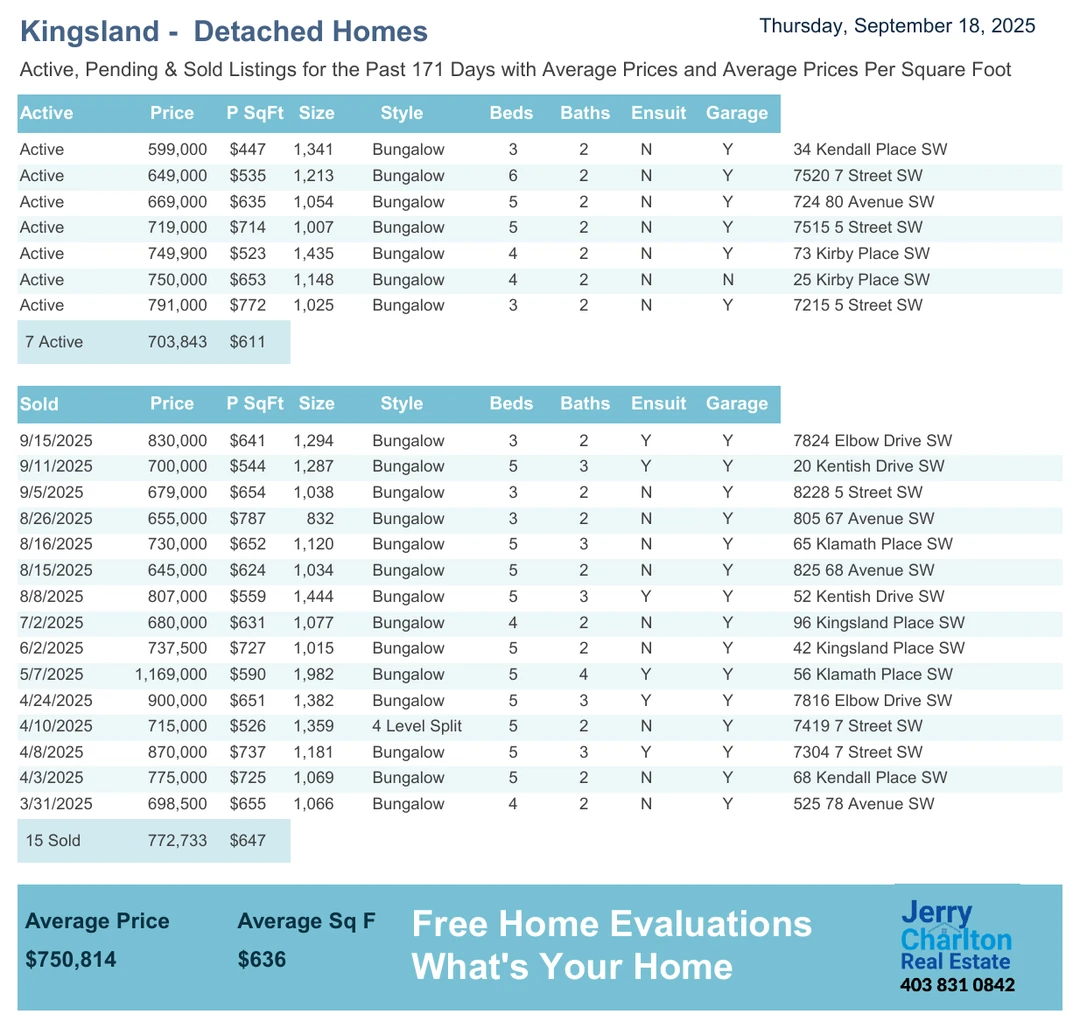 Kingsland - Detached Homes
Thursday, September 18, 2025
Active, Pending & Sold Listings for the Past 171 Days with Average Prices and Average Prices Per Square Foot
Active Price P SqFt Size Style Beds Baths Ensuit Garage
Active 599,000 $447 1,341 Bungalow 3 2 N Y 34 Kendall Place SW
Active 649,000 $535 1,213 Bungalow 6 2 N Y 7520 7 Street SW
Active 669,000 $635 1,054 Bungalow 5 2 N Y 724 80 Avenue SW
Active 719,000 $714 1,007 Bungalow 5 2 N Y 7515 5 Street SW
Active 749,900 $523 1,435 Bungalow 4 2 N Y 73 Kirby Place SW
Active 750,000 $653 1,148 Bungalow 4 2 N N 25 Kirby Place SW
Active 791,000 $772 1,025 Bungalow 3 2 N Y 7215 5 Street SW
7 Active 703,843 $611
Sold Price P SqFt Size Style Beds Baths Ensuit Garage
9/15/2025 830,000 $641 1,294 Bungalow 3 2 Y Y 7824 Elbow Drive SW
9/11/2025 700,000 $544 1,287 Bungalow 5 3 Y Y 20 Kentish Drive SW
9/5/2025 679,000 $654 1,038 Bungalow 3 2 N Y 8228 5 Street SW
8/26/2025 655,000 $787 832 Bungalow 3 2 N Y 805 67 Avenue SW
8/16/2025 730,000 $652 1,120 Bungalow 5 3 N Y 65 Klamath Place SW
8/15/2025 645,000 $624 1,034 Bungalow 5 2 N Y 825 68 Avenue SW
8/8/2025 807,000 $559 1,444 Bungalow 5 3 Y Y 52 Kentish Drive SW
7/2/2025 680,000 $631 1,077 Bungalow 4 2 N Y 96 Kingsland Place SW
6/2/2025 737,500 $727 1,015 Bungalow 5 2 N Y 42 Kingsland Place SW
5/7/2025 1,169,000 $590 1,982 Bungalow 5 4 Y Y 56 Klamath Place SW
4/24/2025 900,000 $651 1,382 Bungalow 5 3 Y Y 7816 Elbow Drive SW
4/10/2025 715,000 $526 1,359 4 Level Split 5 2 N Y 7419 7 Street SW
4/8/2025 870,000 $737 1,181 Bungalow 5 3 Y Y 7304 7 Street SW
4/3/2025 775,000 $725 1,069 Bungalow 5 2 N Y 68 Kendall Place SW
3/31/2025 698,500 $655 1,066 Bungalow 4 2 N Y 525 78 Avenue SW
15 Sold 772,733 $647
Average Price Average Sq F
$750,814 $636
Free Home Evaluations
What's Your Home
Jerry
Charlton
Real Estate
403 831 0842